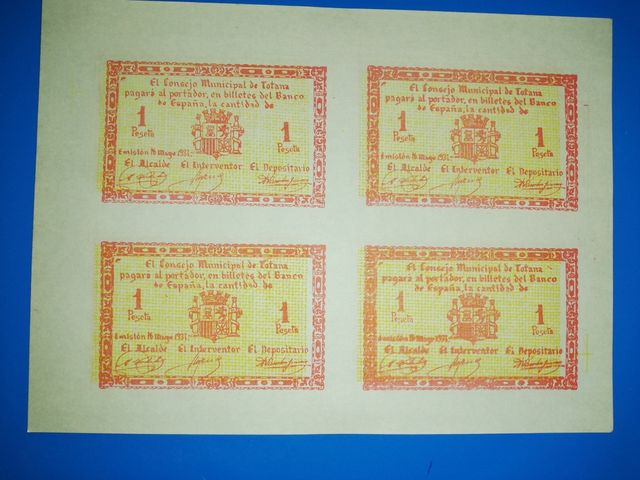 El Consejo Municipal de Totana
pagará al portador, en billetes del Banco
de España, la cantidad de
1 1
Peseta Peseta
Emisión 16 Mayo 1937.
El Alcalde El Interventor El Depositario
El Consejo Municipal de Totana
pagará al portador, en billetes del Banco
de España, la cantidad de
1 1
Peseta Peseta
Emisión 16 Mayo 1937.
El Alcalde El Interventor El Depositario
El Consejo Municipal de Totana
pagará al portador, en billetes del Banco
de España, la cantidad de
1 1
Peseta Peseta
Emisión 16 Mayo 1937.
El Alcalde El Interventor El Depositario
El Consejo Municipal de Totana
pagará al portador, en billetes del Banco
de España, la cantidad de
1 1
Peseta Peseta
Emisión 16 Mayo 1937.
El Alcalde El Interventor El Depositario